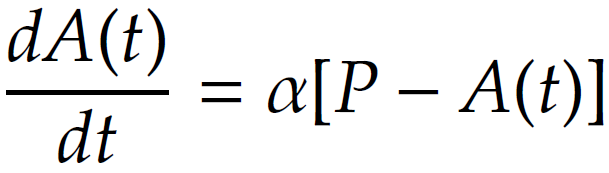 dA(t)/dt = α[P − A(t)]